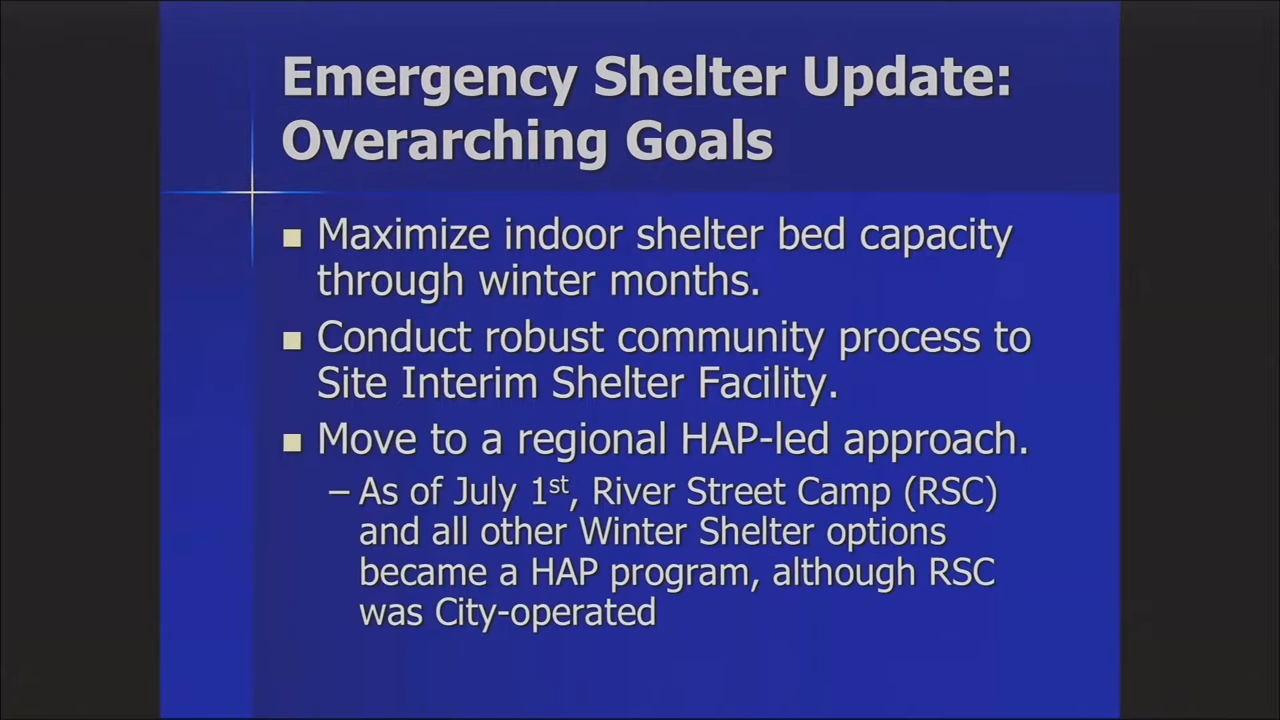 Emergency Shelter Update:
Overarching Goals
■ Maximize indoor shelter bed capacity
through winter months.
■ Conduct robust community process to
Site Interim Shelter Facility.
■ Move to a regional HAP-led approach.
– As of July 1st, River Street Camp (RSC)
and all other Winter Shelter options
became a HAP program, although RSC
was City-operated